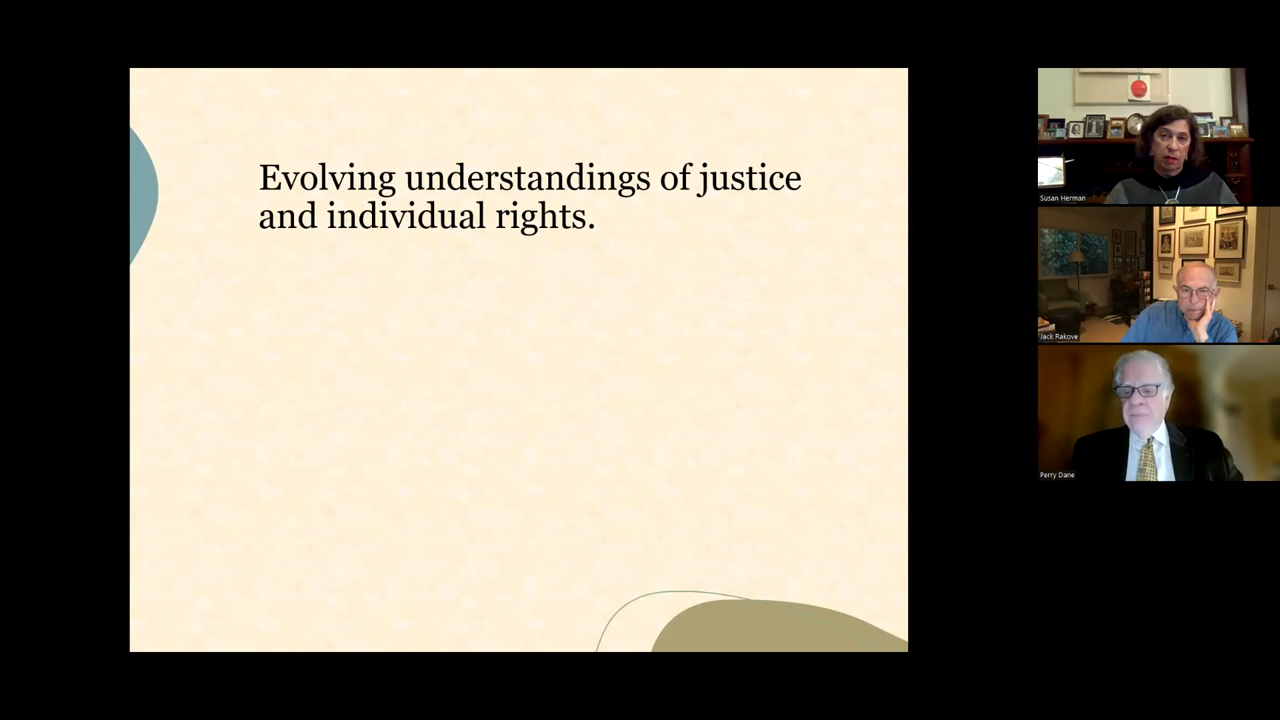 Evolving understandings of justice
and individual rights.
Susan Herman
Jack Rakove
Perry Dane